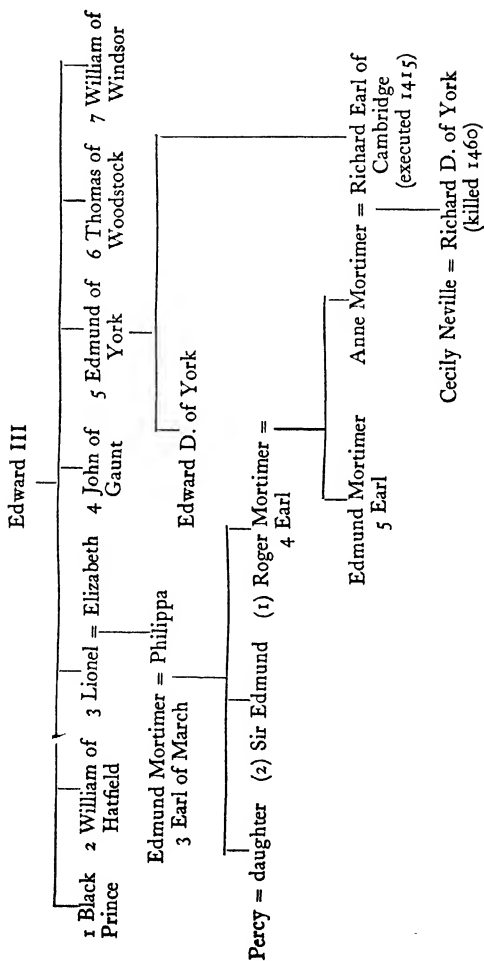 Edward III
1 Black
Prince
2 William of
Hatfield
3 Lionel = Elizabeth
4 John of
Gaunt
5 Edmund of
York
6 Thomas of
Woodstock
7 William of
Windsor
Edmund Mortimer = Philippa
3 Earl of March
Edward D. of York
Percy = daughter
(2) Sir Edmund
(1) Roger Mortimer =
4 Earl
Edmund Mortimer
5 Earl
Anne Mortimer = Richard Earl of
Cambridge
(executed 1415)
Cecily Neville = Richard D. of York
(killed 1460)